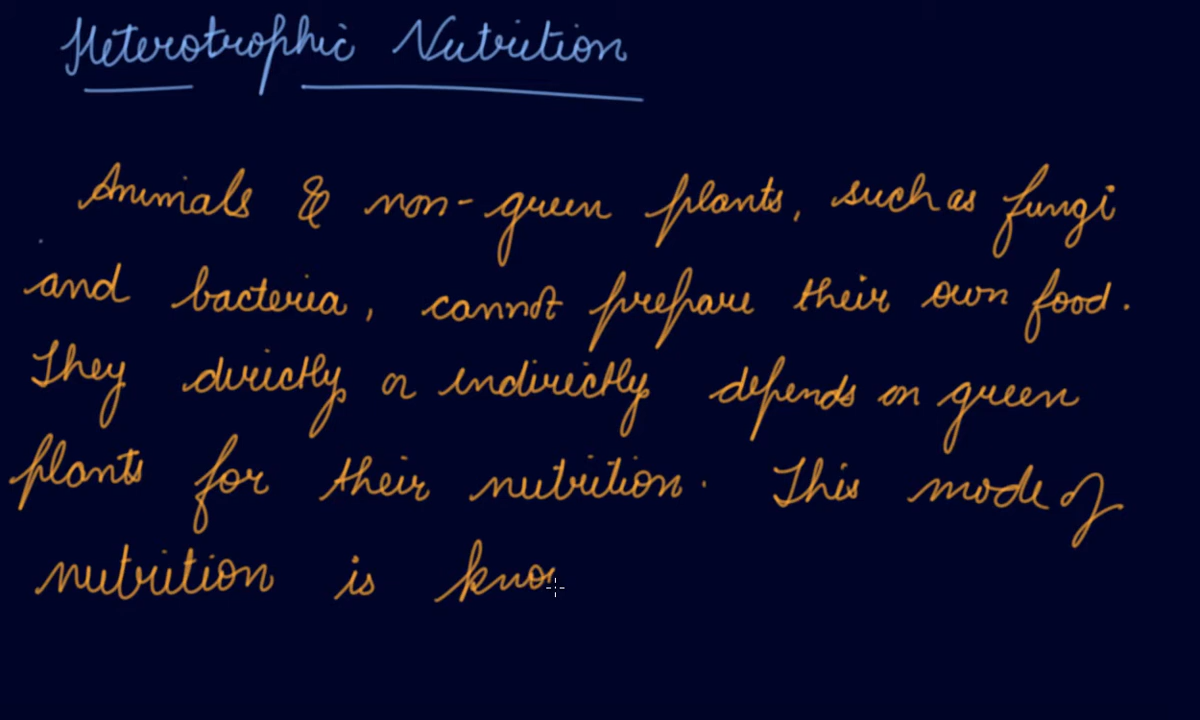 Heterotrophic Nutrition
Animals & non-green plants, such as fungi
and bacteria, cannot prepare their own food.
They directly or indirectly depends on green
plants for their nutrition. This mode of
nutrition is kno